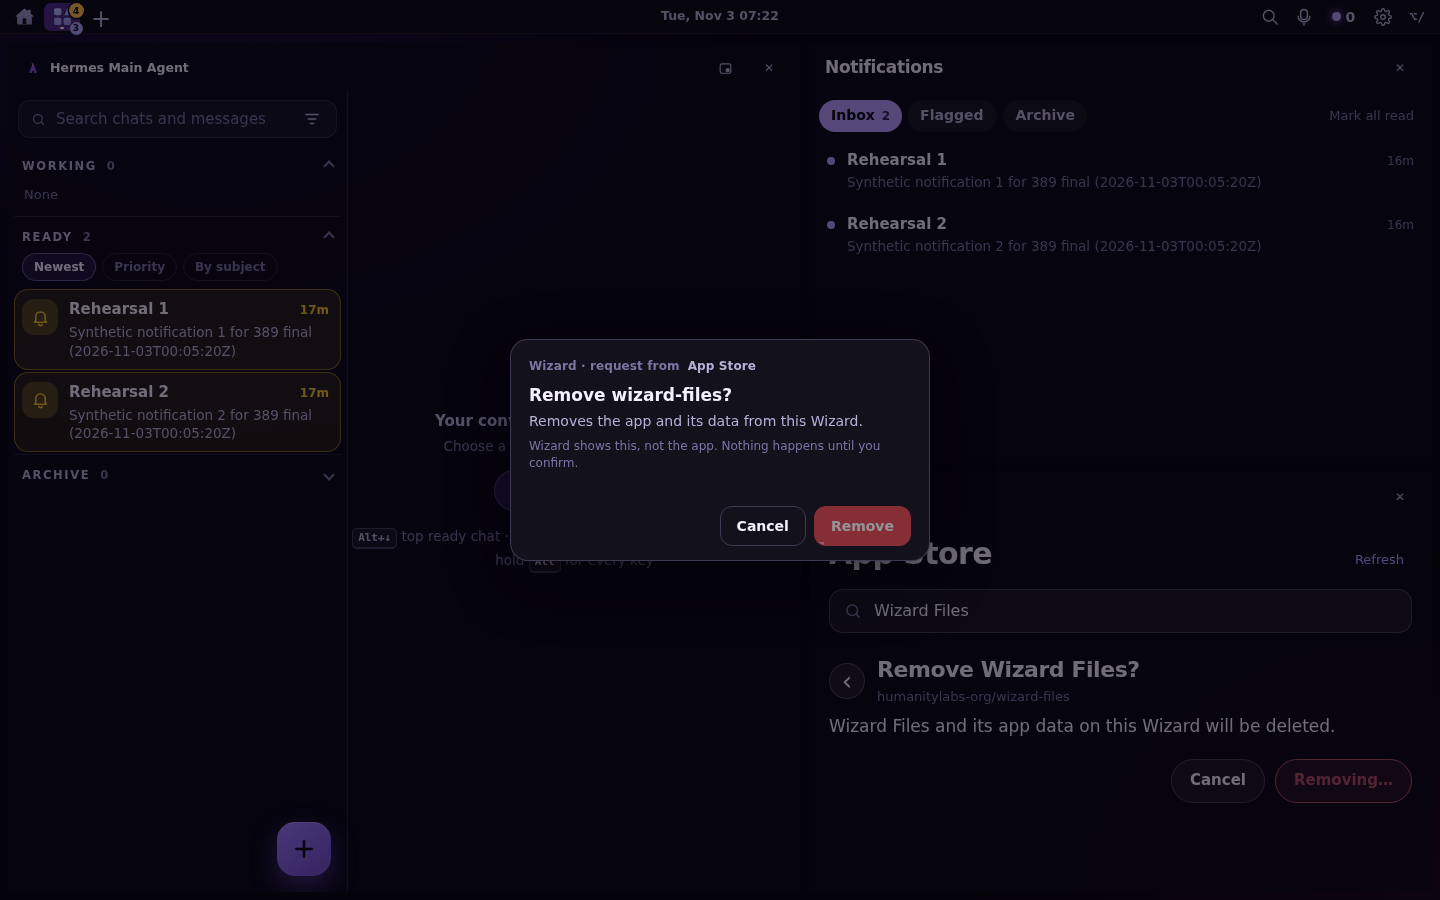 4
3
Tue, Nov 3 07:22
0
⌥/
Hermes Main Agent
Search chats and messages
WORKING 0
None
READY 2
Newest
Priority
By subject
Rehearsal 1
17m
Synthetic notification 1 for 389 final
(2026-11-03T00:05:20Z)
Rehearsal 2
17m
Synthetic notification 2 for 389 final
(2026-11-03T00:05:20Z)
ARCHIVE 0
Choose a
Alt+↓ top ready chat ·
hold Alt for every key
Notifications
Inbox 2
Flagged
Archive
Mark all read
Rehearsal 1
16m
Synthetic notification 1 for 389 final (2026-11-03T00:05:20Z)
Rehearsal 2
16m
Synthetic notification 2 for 389 final (2026-11-03T00:05:20Z)
Wizard · request from App Store
Remove wizard-files?
Removes the app and its data from this Wizard.
Wizard shows this, not the app. Nothing happens until you
confirm.
Cancel
Remove
App Store
Refresh
Wizard Files
Remove Wizard Files?
humanitylabs-org/wizard-files
Wizard Files and its app data on this Wizard will be deleted.
Cancel
Removing…